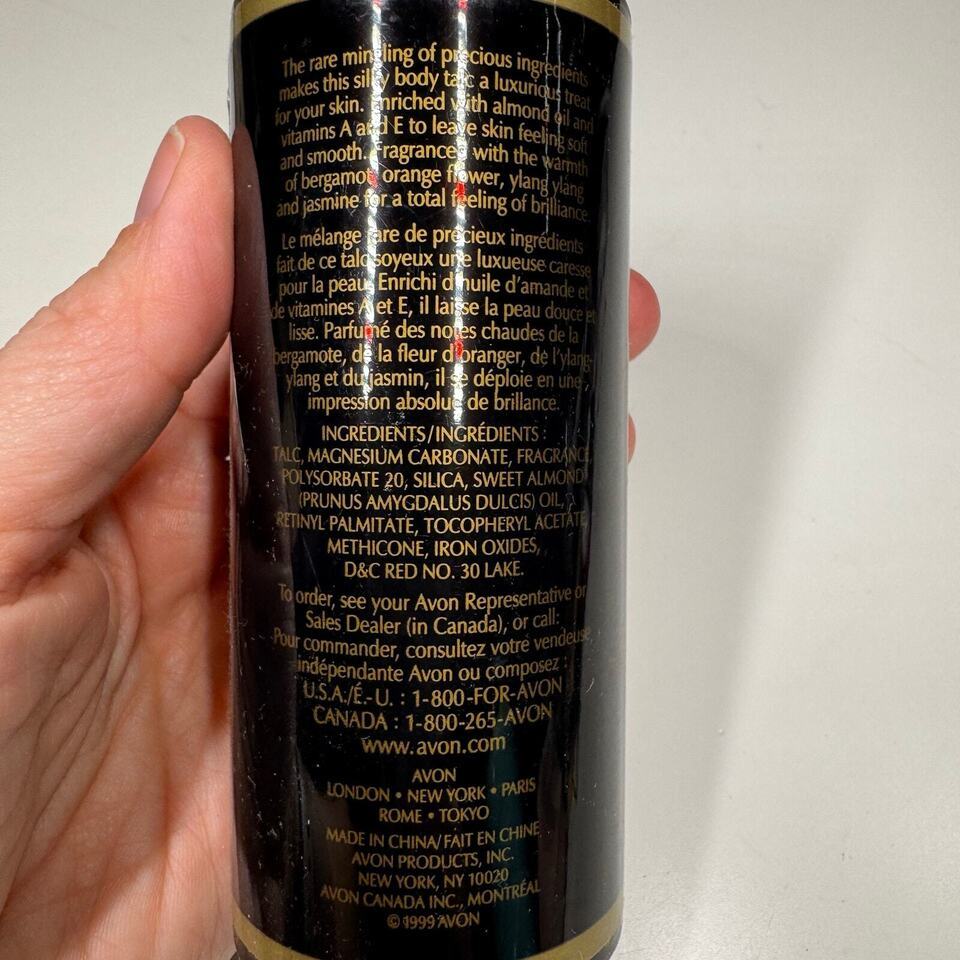 The rare mingling of precious ingredients
makes this silky body talc a luxurious treat
for your skin. Enriched with almond oil and
vitamins A and E to leave skin feeling soft
and smooth. Fragranced with the warmth
of bergamot, orange flower, ylang ylang
and jasmine for a total feeling of brilliance.
Le mélange rare de précieux ingrédients
fait de ce talc soyeux une luxueuse caresse
pour la peau. Enrichi d'huile d'amande et
de vitamines A et E, il laisse la peau douce et
lisse. Parfumé des notes chaudes de la
bergamote, de la fleur d'oranger, de l'ylang-
ylang et du jasmin, il se déploie en une
impression absolue de brillance.
INGREDIENTS/INGRÉDIENTS :
TALC, MAGNESIUM CARBONATE, FRAGRANCE,
POLYSORBATE 20, SILICA, SWEET ALMOND
(PRUNUS AMYGDALUS DULCIS) OIL,
RETINYL PALMITATE, TOCOPHERYL ACETATE,
METHICONE, IRON OXIDES,
D&C RED NO. 30 LAKE.
To order, see your Avon Representative or
Sales Dealer (in Canada), or call:
Pour commander, consultez votre vendeuse
indépendante Avon ou composez :
U.S.A./É.-U. : 1-800-FOR-AVON
CANADA : 1-800-265-AVON
www.avon.com
AVON
LONDON • NEW YORK • PARIS
ROME • TOKYO
MADE IN CHINA/FAIT EN CHINE
AVON PRODUCTS, INC.
NEW YORK, NY 10020
AVON CANADA INC., MONTRÉAL
© 1999 AVON